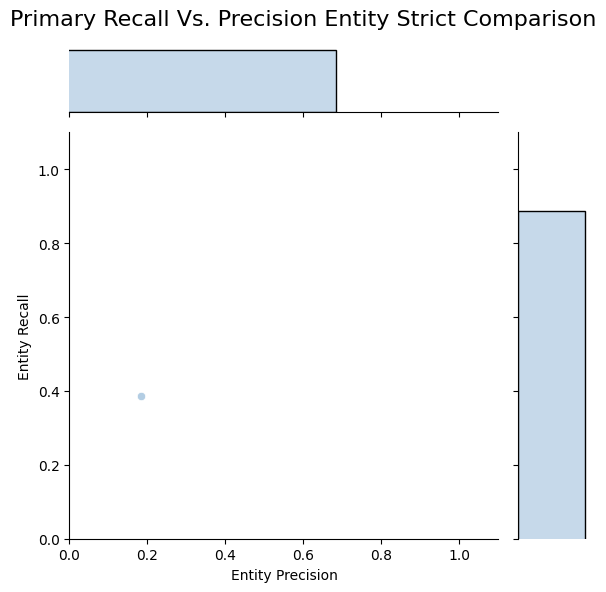 Primary Recall Vs. Precision Entity Strict Comparison
1.0
0.8
0.6
0.4
0.2
0.0
Entity Recall
0.0 0.2 0.4 0.6 0.8 1.0
Entity Precision